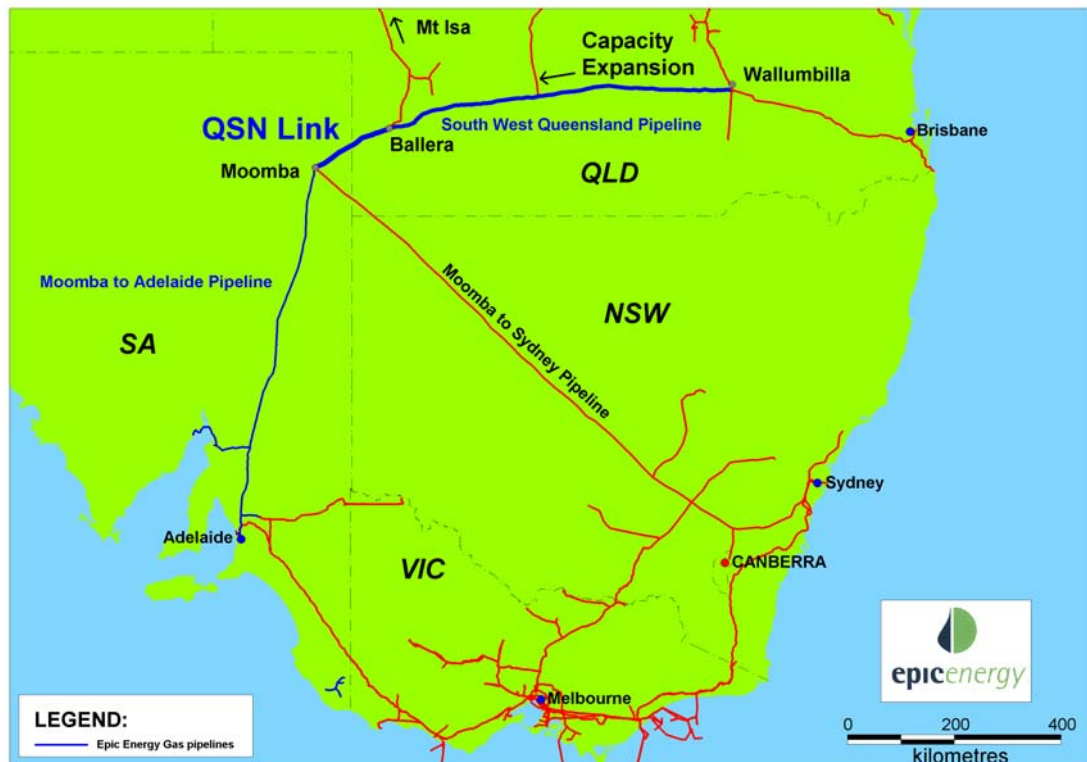 Mt Isa
Capacity
Expansion
Wallumbilla
QSN Link
South West Queensland Pipeline
Brisbane
Ballera
Moomba
QLD
Moomba to Adelaide Pipeline
Moomba to Sydney Pipeline
NSW
SA
Sydney
Adelaide
VIC
CANBERRA
epicenergy
Melbourne
LEGEND:
Epic Energy Gas pipelines
0 200 400
kilometres